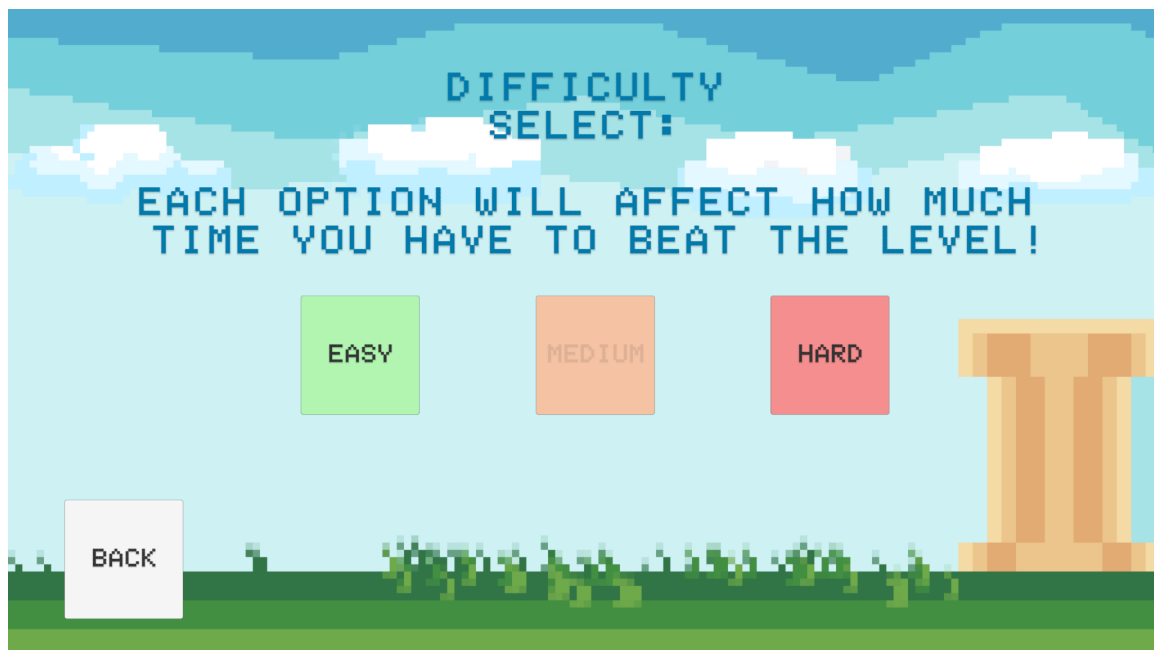 DIFFICULTY
SELECT:
EACH OPTION WILL AFFECT HOW MUCH
TIME YOU HAVE TO BEAT THE LEVEL!
EASY MEDIUM HARD
BACK